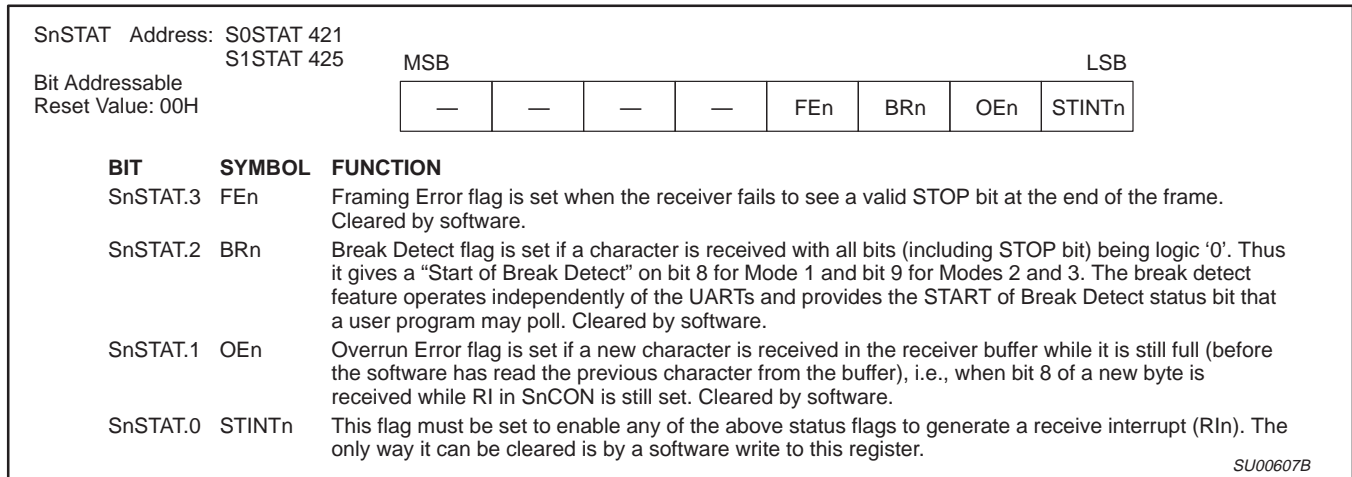 SnSTAT Address: S0STAT 421
S1STAT 425
MSB LSB
Bit Addressable
Reset Value: 00H
— — — — FEn BRn OEn STINTn
BIT SYMBOL FUNCTION
SnSTAT.3 FEn Framing Error flag is set when the receiver fails to see a valid STOP bit at the end of the frame.
Cleared by software.
SnSTAT.2 BRn Break Detect flag is set if a character is received with all bits (including STOP bit) being logic ‘0’. Thus
it gives a “Start of Break Detect” on bit 8 for Mode 1 and bit 9 for Modes 2 and 3. The break detect
feature operates independently of the UARTs and provides the START of Break Detect status bit that
a user program may poll. Cleared by software.
SnSTAT.1 OEn Overrun Error flag is set if a new character is received in the receiver buffer while it is still full (before
the software has read the previous character from the buffer), i.e., when bit 8 of a new byte is
received while RI in SnCON is still set. Cleared by software.
SnSTAT.0 STINTn This flag must be set to enable any of the above status flags to generate a receive interrupt (RIn). The
only way it can be cleared is by a software write to this register.
SU00607B